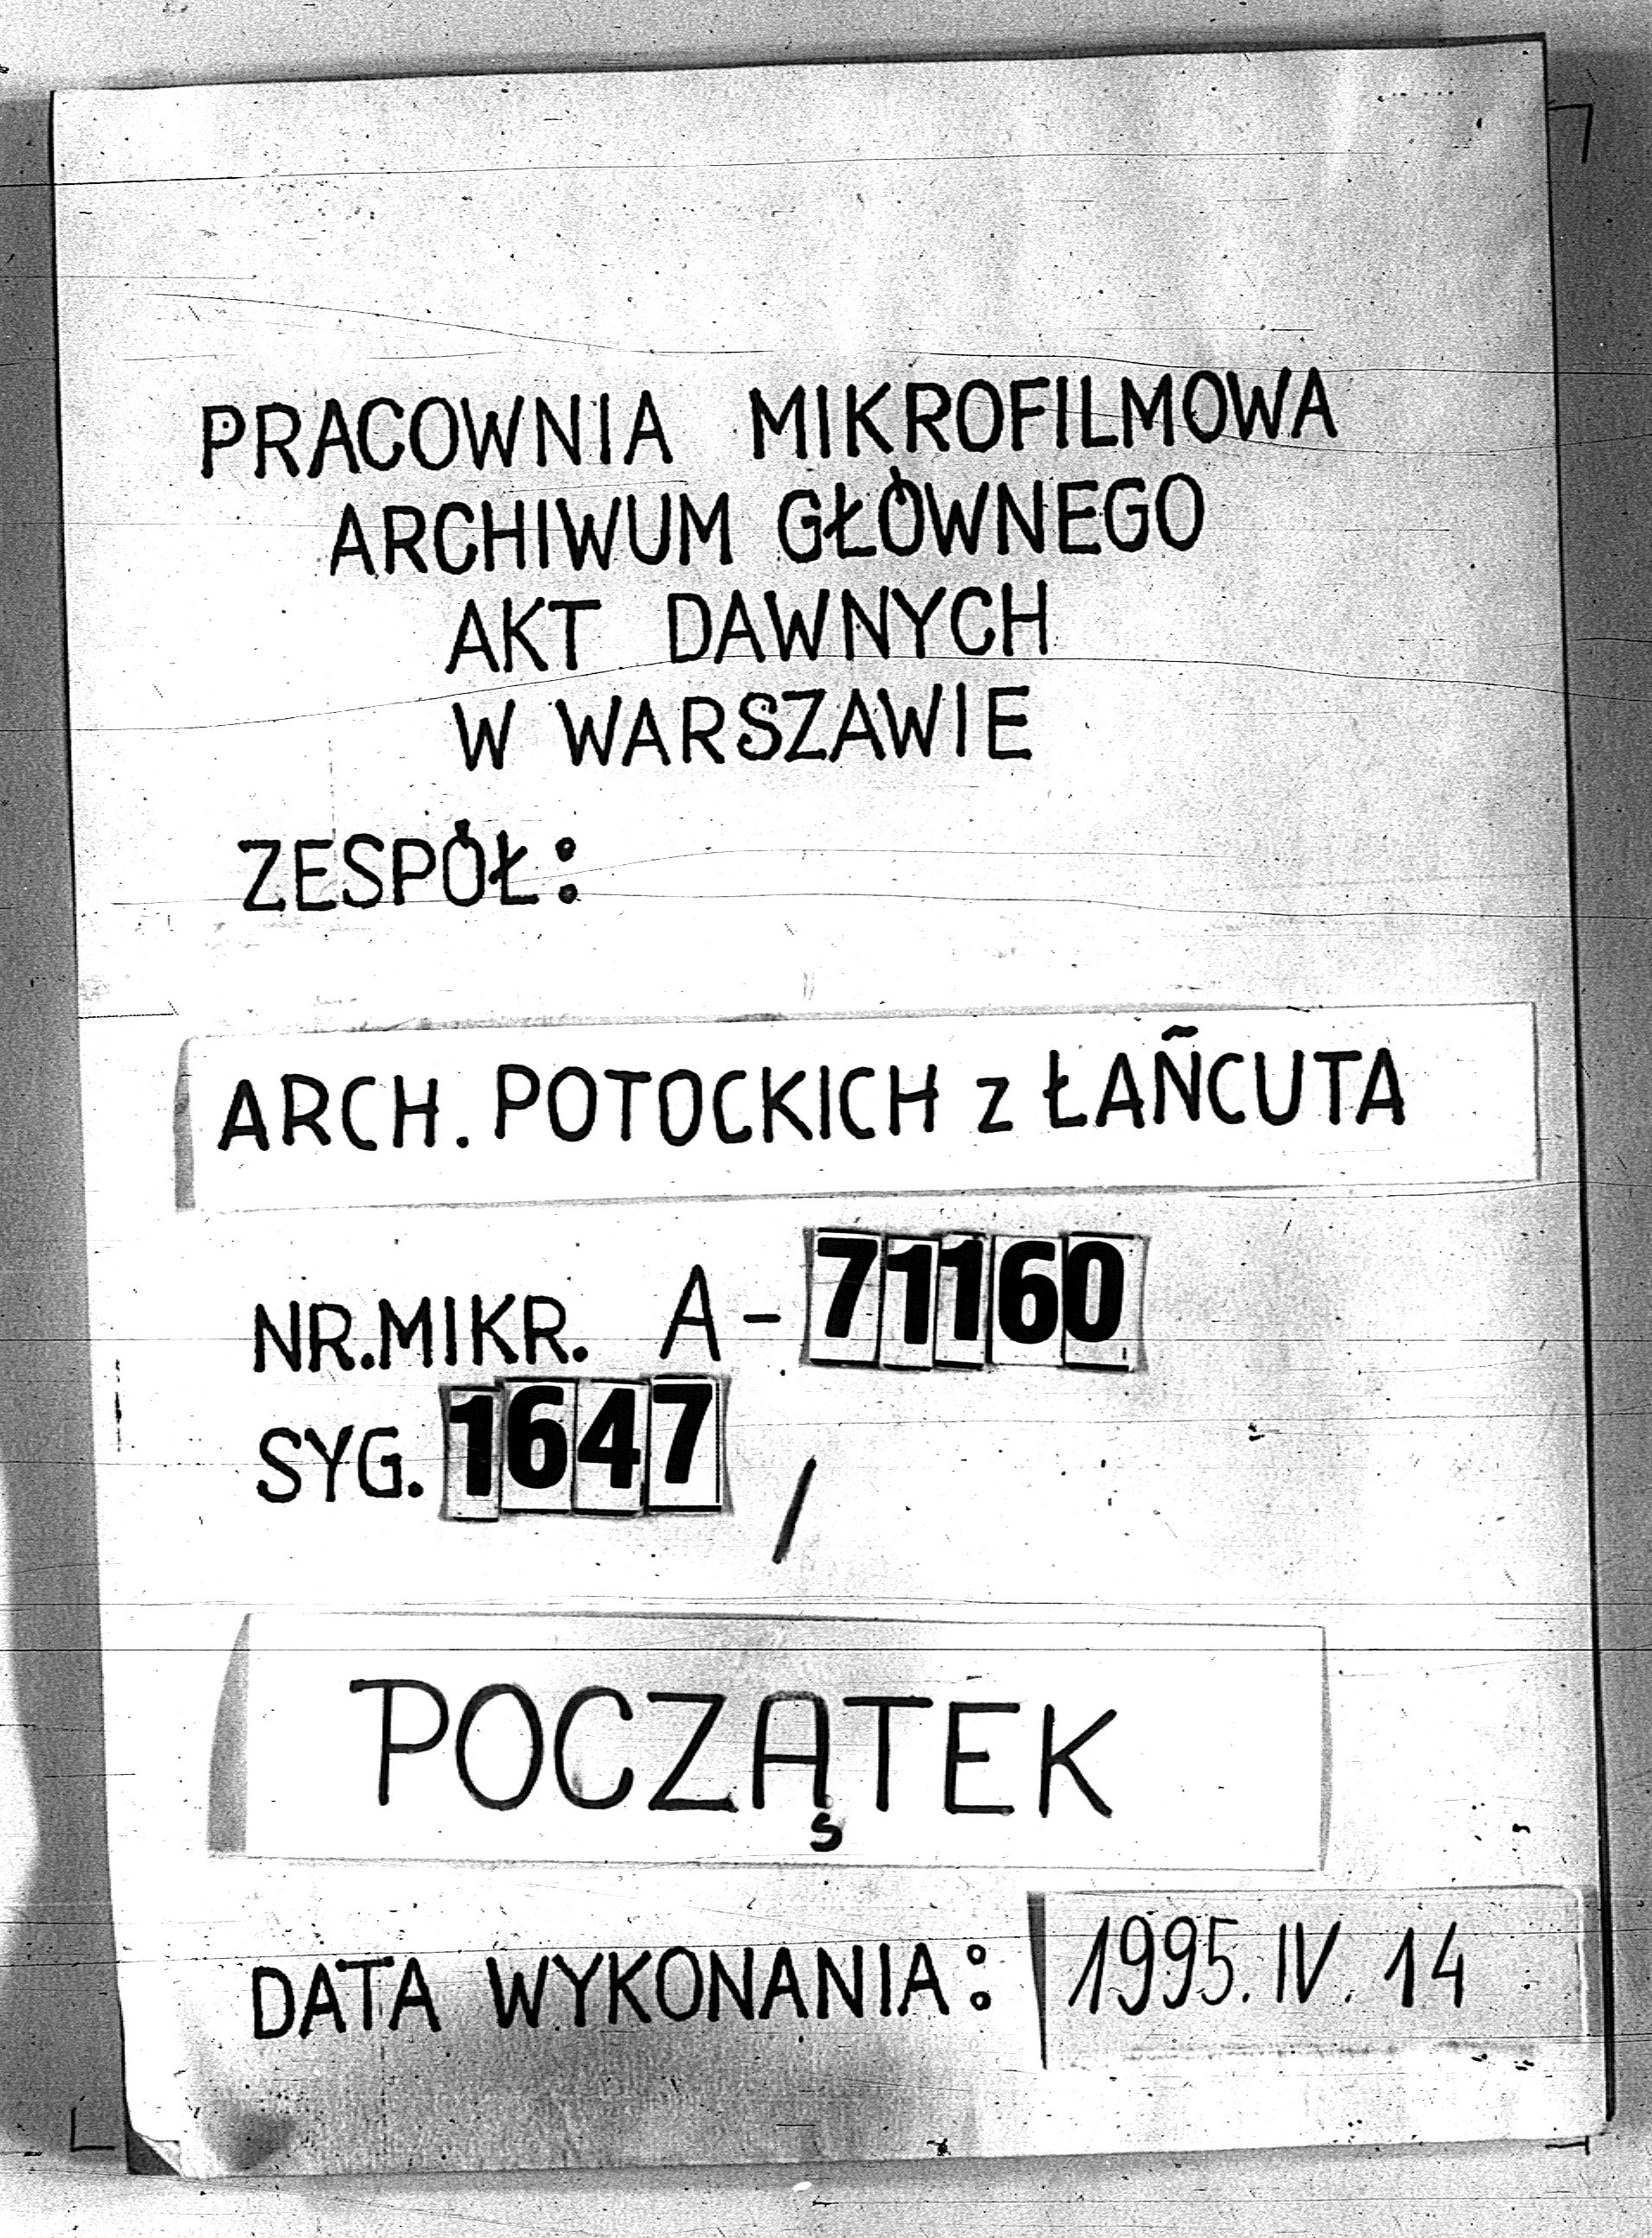 PRACOWNIA MIKROFILMOWA
ARCHIWUM GŁÓWNEGO
AKT DAWNYCH
W WARSZAWIE
ZESPÓŁ:
ARCH. POTOCKICH z ŁAŃCUTA
NR.MIKR. A-71160
SYG. 1647 /
POCZĄTEK
DATA WYKONANIA: 1995.IV.14